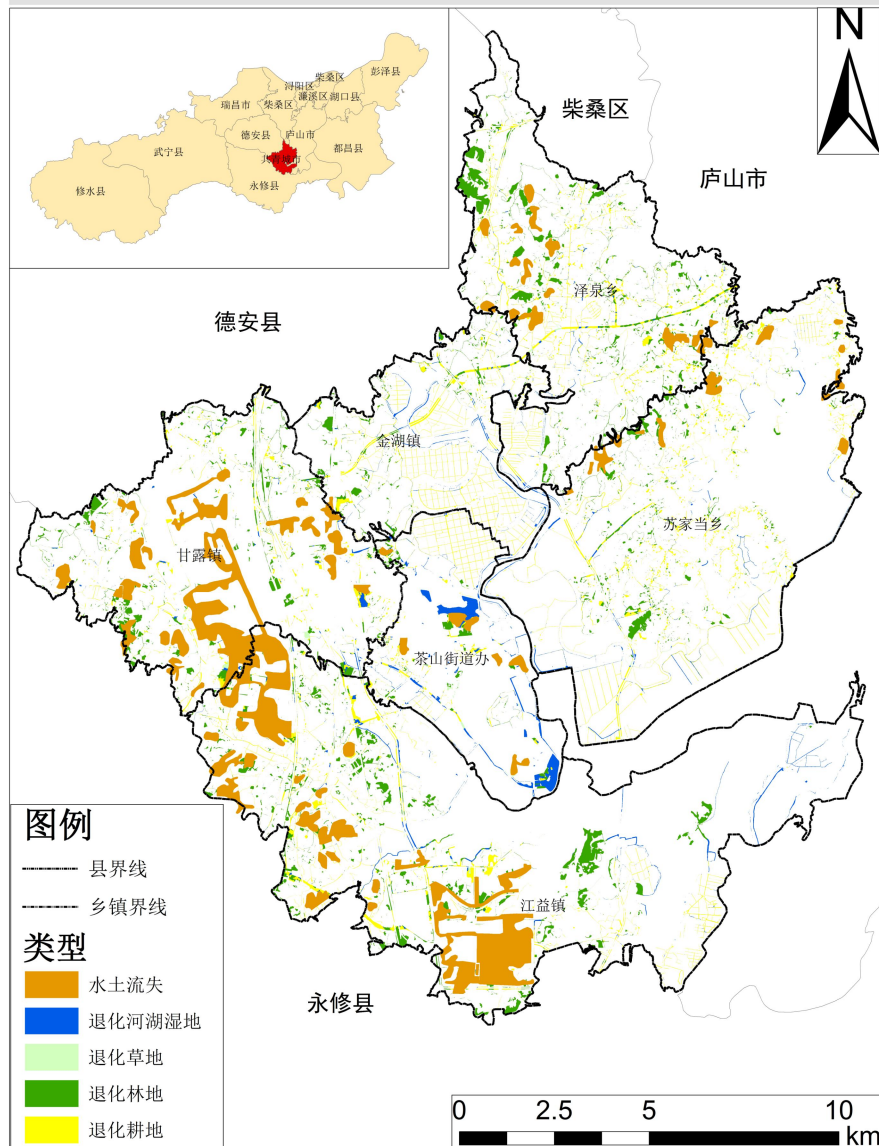 N
彭泽县
柴桑区
浔阳区
濂溪区
湖口县
瑞昌市
柴桑区
德安县
庐山市
都昌县
武宁县
共青城市
修水县
永修县
柴桑区
庐山市
泽泉乡
德安县
金湖镇
苏家当乡
甘露镇
茶山街道办
江益镇
永修县
图例
县界线
乡镇界线
类型
水土流失
退化河湖湿地
退化草地
退化林地
退化耕地
0 2.5 5 10
km